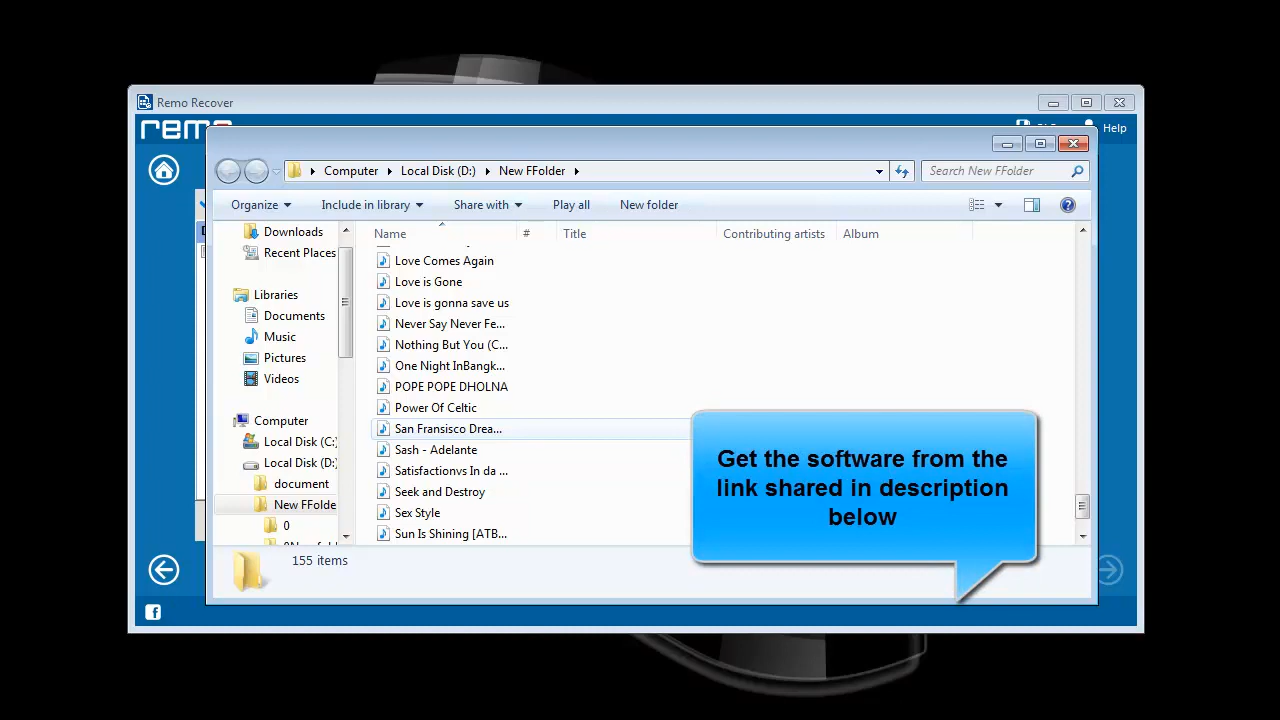 Remo Recover
Help
Computer
Local Disk (D:)
New FFolder
Search New FFolder
Organize
Include in library
Share with
Play all
New folder
Name
#
Title
Contributing artists
Album
Downloads
Recent Places
Libraries
Documents
Music
Pictures
Videos
Computer
Local Disk (C:
Local Disk (D:
document
New FFolde
0
Love Comes Again
Love is Gone
Love is gonna save us
Never Say Never Fe...
Nothing But You (C...
One Night InBangk...
POPE POPE DHOLNA
Power Of Celtic
San Fransisco Drea...
Sash - Adelante
Satisfactionvs In da ...
Seek and Destroy
Sex Style
Sun Is Shining [ATB...
155 items
Get the software from the
link shared in description
below